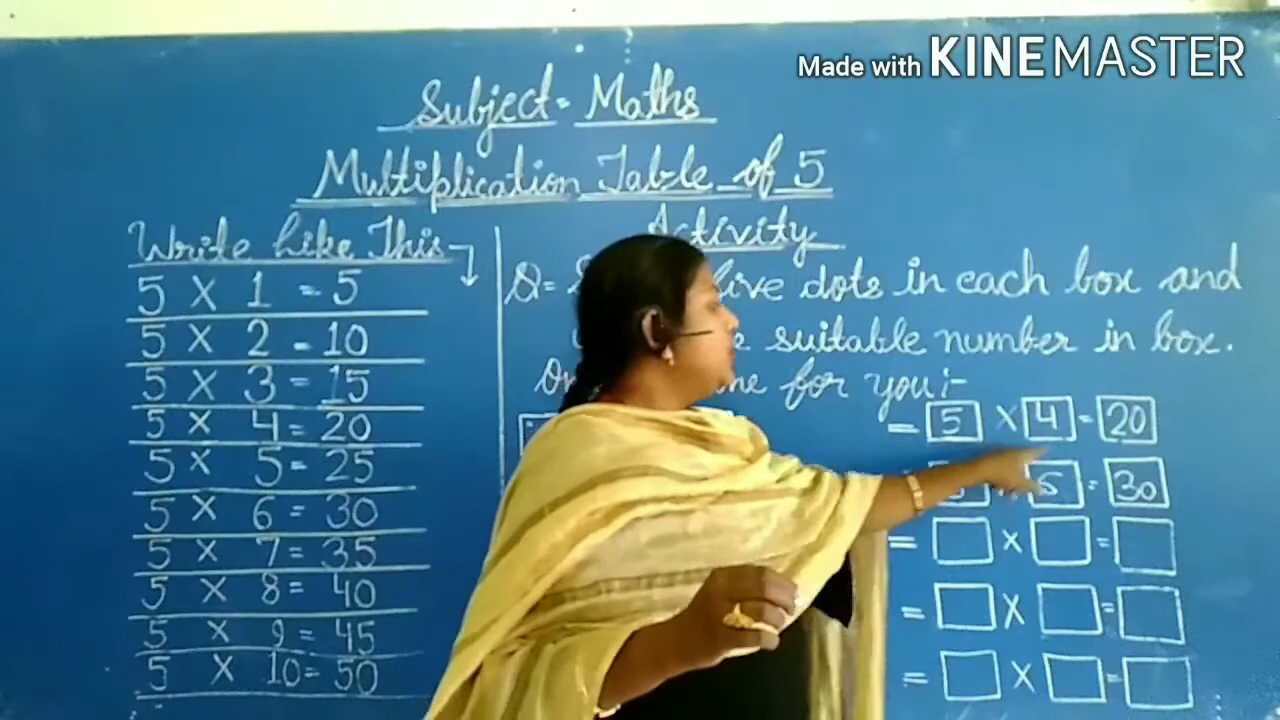 Made with KINEMASTER
Subject = Maths
Multiplication Table of 5
Write Like This
5 X 1 = 5
5 X 2 = 10
5 X 3 = 15
5 X 4 = 20
5 X 5 = 25
5 X 6 = 30
5 X 7 = 35
5 X 8 = 40
5 X 9 = 45
5 X 10 = 50
Activity
Q= five dots in each box and
suitable number in box.
for you:-
= 5 X 4 = 20
6 = 30
= X =
= X =
= X =